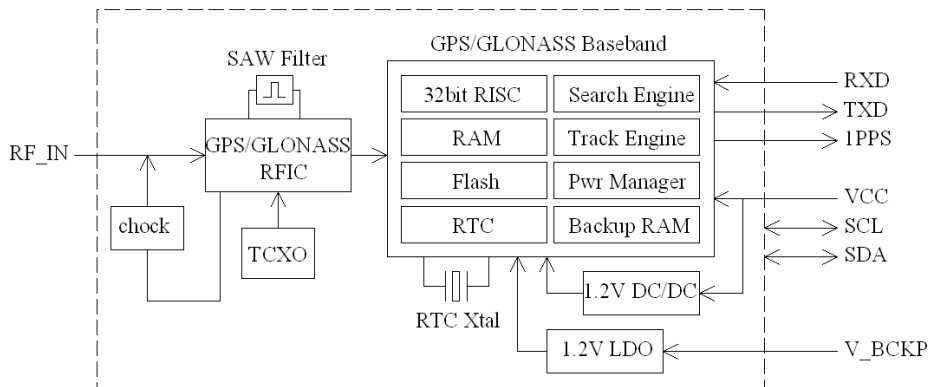 GPS/GLONASS Baseband
SAW Filter
32bit RISC
Search Engine
RXD
TXD
RAM
Track Engine
1PPS
RF_IN
GPS/GLONASS
RFIC
Flash
Pwr Manager
VCC
chock
RTC
Backup RAM
SCL
TCXO
SDA
1.2V DC/DC
RTC Xtal
1.2V LDO
V_BCKP